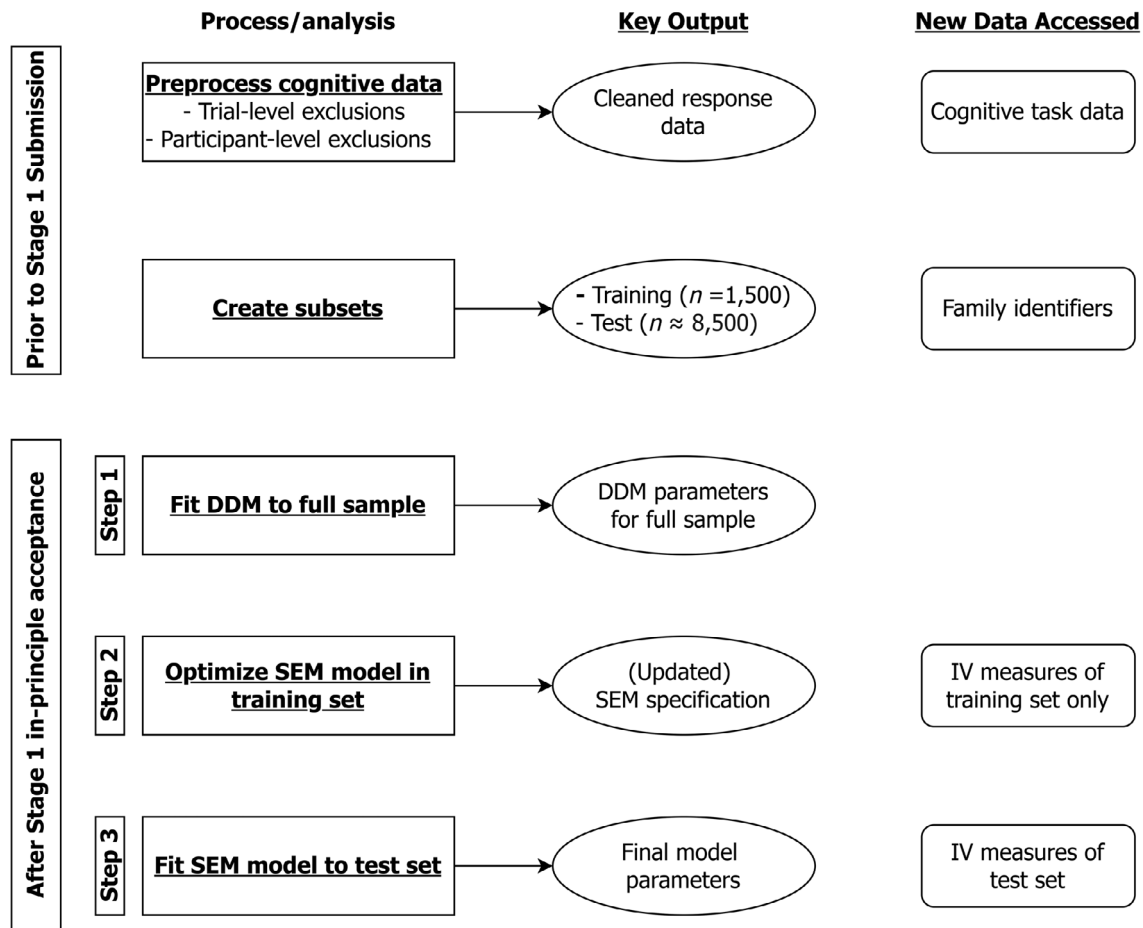 Process/analysis
Key Output
New Data Accessed
Prior to Stage 1 Submission
Preprocess cognitive data
- Trial-level exclusions
- Participant-level exclusions
Cleaned response
data
Cognitive task data
Create subsets
- Training (n =1,500)
- Test (n ≈ 8,500)
Family identifiers
After Stage 1 in-principle acceptance
Step 1
Fit DDM to full sample
DDM parameters
for full sample
Step 2
Optimize SEM model in
training set
(Updated)
SEM specification
IV measures of
training set only
Step 3
Fit SEM model to test set
Final model
parameters
IV measures of
test set